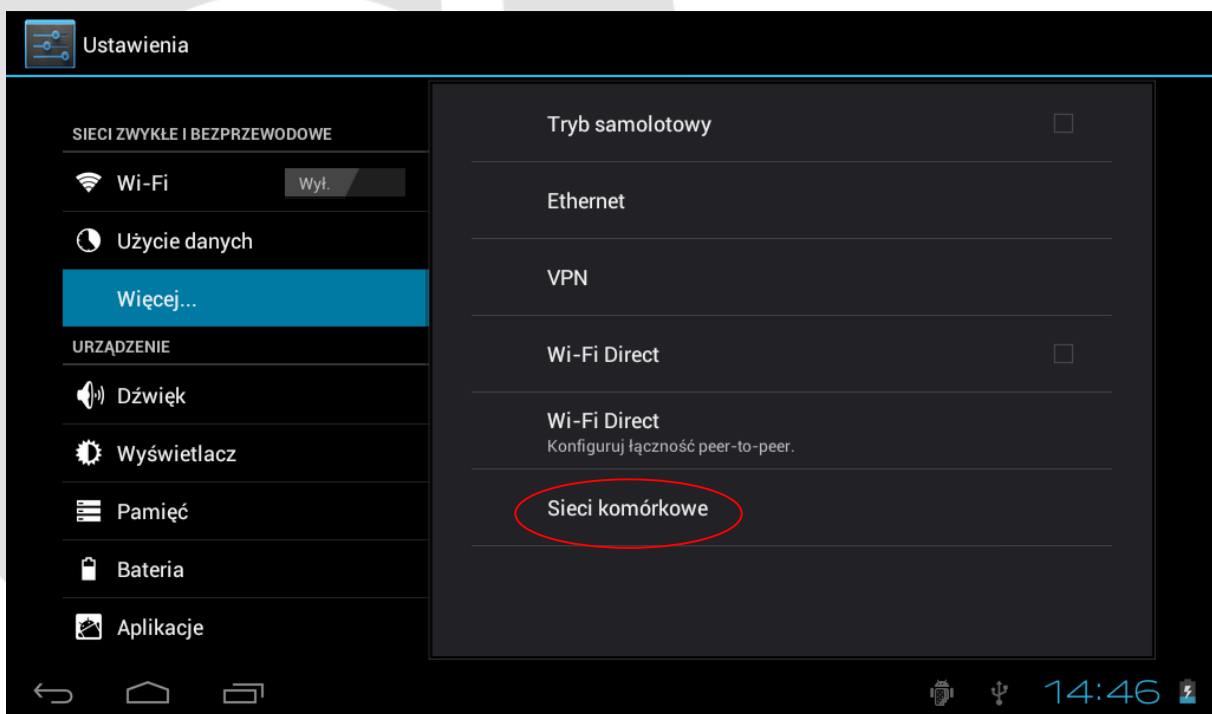 Ustawienia
SIECI ZWYKŁE I BEZPRZEWODOWE
Wi-Fi
Wył.
Użycie danych
Więcej...
URZĄDZENIE
Dźwięk
Wyświetlacz
Pamięć
Bateria
Aplikacje
Tryb samolotowy
Ethernet
VPN
Wi-Fi Direct
Wi-Fi Direct
Konfiguruj łączność peer-to-peer.
Sieci komórkowe
14:46